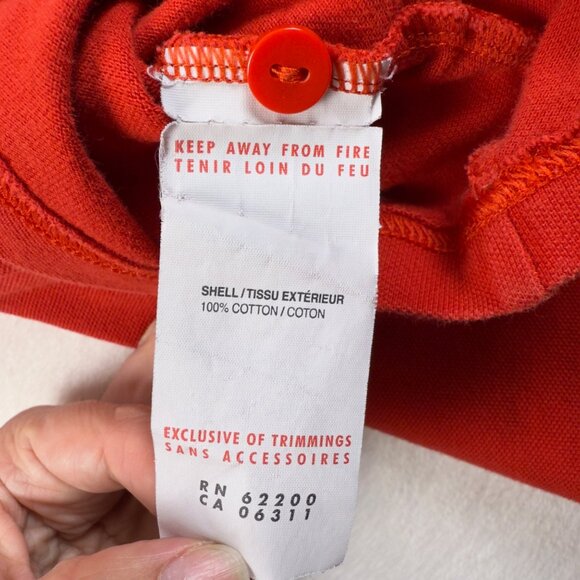 KEEP AWAY FROM FIRE
TENIR LOIN DU FEU
SHELL/TISSU EXTÉRIEUR
100% COTTON/COTON
EXCLUSIVE OF TRIMMINGS
SANS ACCESSOIRES
RN 62200
CA 06311